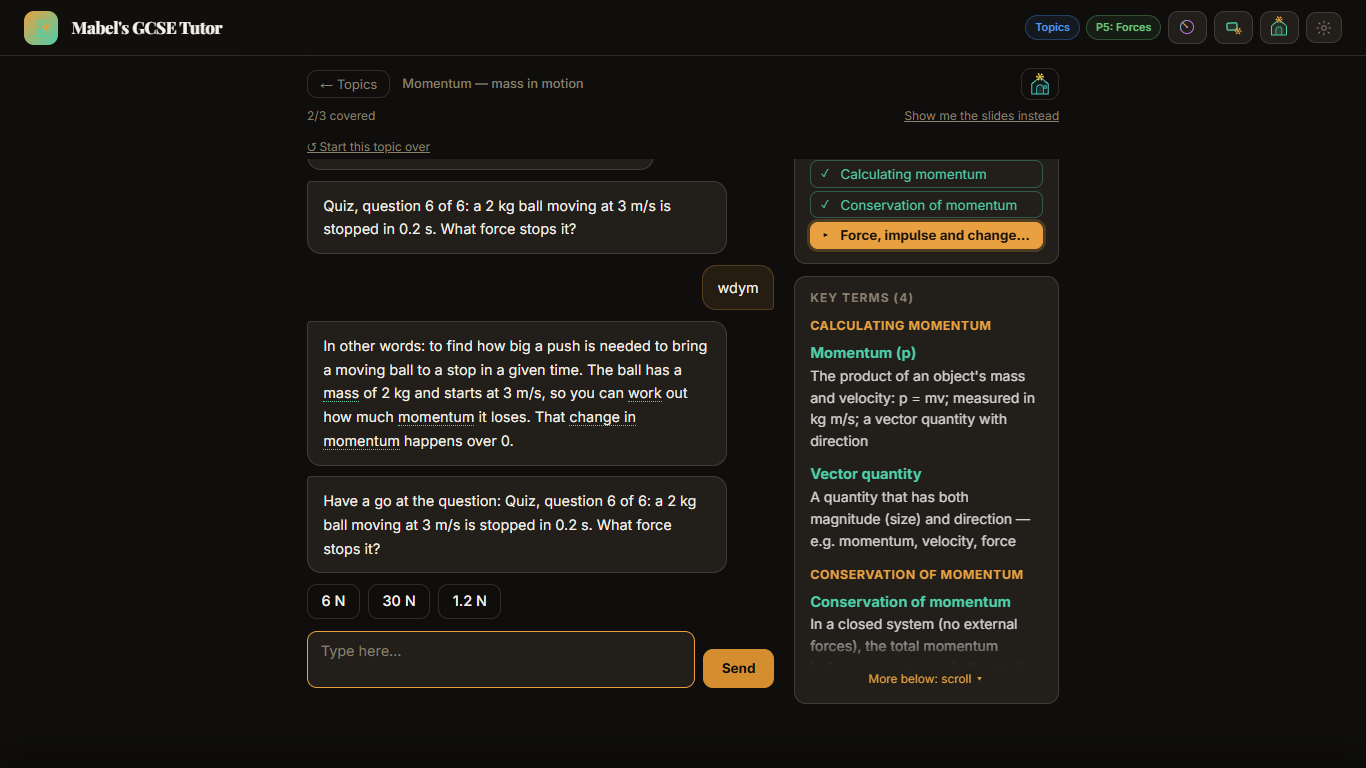 Mabel's GCSE Tutor
Topics
P5: Forces
← Topics
Momentum — mass in motion
2/3 covered
Show me the slides instead
↺ Start this topic over
Quiz, question 6 of 6: a 2 kg ball moving at 3 m/s is
stopped in 0.2 s. What force stops it?
wdym
In other words: to find how big a push is needed to bring
a moving ball to a stop in a given time. The ball has a
mass of 2 kg and starts at 3 m/s, so you can work out
how much momentum it loses. That change in
momentum happens over 0.
Have a go at the question: Quiz, question 6 of 6: a 2 kg
ball moving at 3 m/s is stopped in 0.2 s. What force
stops it?
6 N
30 N
1.2 N
Type here...
Send
✓ Calculating momentum
✓ Conservation of momentum
‣ Force, impulse and change...
KEY TERMS (4)
CALCULATING MOMENTUM
Momentum (p)
The product of an object's mass
and velocity: p = mv; measured in
kg m/s; a vector quantity with
direction
Vector quantity
A quantity that has both
magnitude (size) and direction —
e.g. momentum, velocity, force
CONSERVATION OF MOMENTUM
Conservation of momentum
In a closed system (no external
forces), the total momentum
More below: scroll ▾